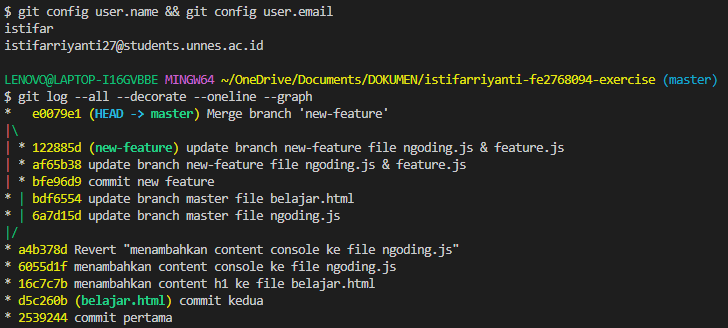 $ git config user.name && git config user.email
istifar
istifarriyanti27@students.unnes.ac.id
LENOVO@LAPTOP-I16GVBBE MINGW64 ~/OneDrive/Documents/DOKUMEN/istifarriyanti-fe2768094-exercise (master)
$ git log --all --decorate --oneline --graph
*   e0079e1 (HEAD -> master) Merge branch 'new-feature'
|\
| * 122885d (new-feature) update branch new-feature file ngoding.js & feature.js
| * af65b38 update branch new-feature file ngoding.js & feature.js
| * bfe96d9 commit new feature
* | bdf6554 update branch master file belajar.html
* | 6a7d15d update branch master file ngoding.js
|/
* a4b378d Revert "menambahkan content console ke file ngoding.js"
* 6055d1f menambahkan content console ke file ngoding.js
* 16c7c7b menambahkan content h1 ke file belajar.html
* d5c260b (belajar.html) commit kedua
* 2539244 commit pertama